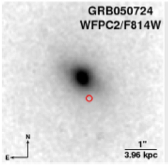 GRB050724
WFPC2/F814W
1"
3.96 kpc
N
E